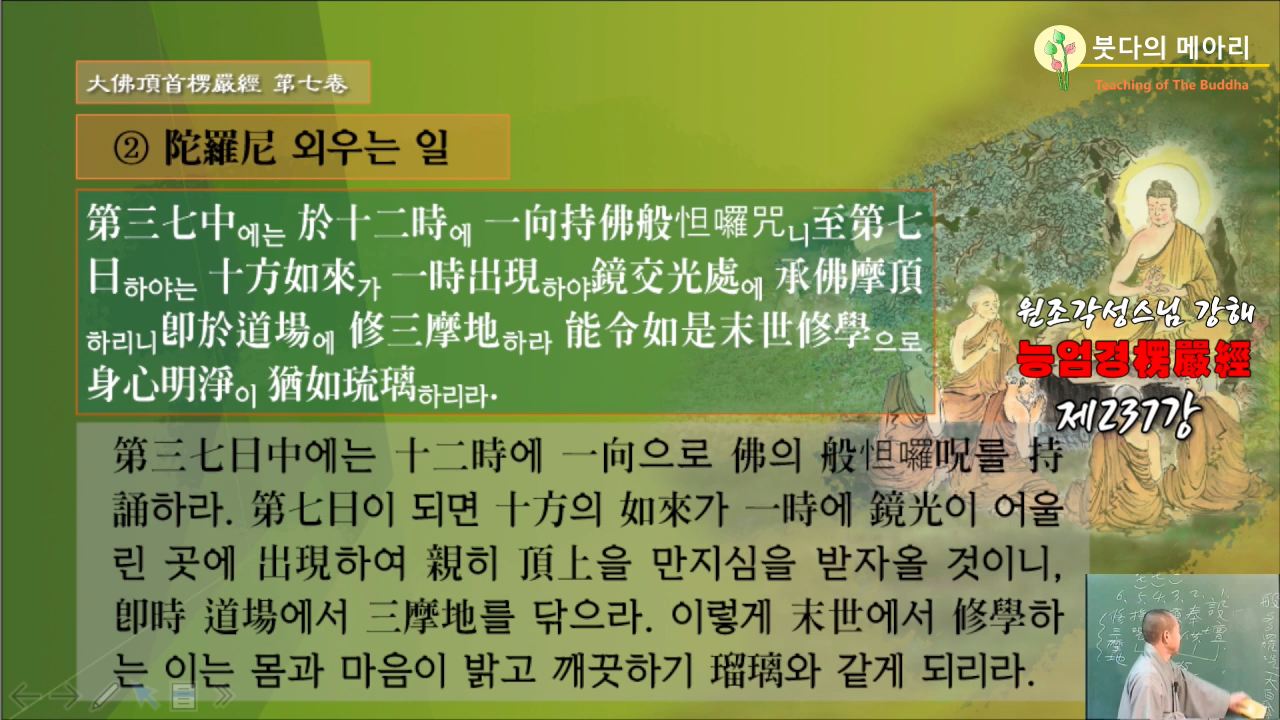 붓다의 메아리
Teaching of The Buddha
大佛頂首楞嚴經 第七卷
② 陀羅尼 외우는 일
第三七中에는 於十二時에 一向持佛般怛囉咒니至第七
日하야는 十方如來가 一時出現하야鏡交光處에 承佛摩頂
하리니卽於道場에 修三摩地하라 能令如是末世修學으로
身心明淨이 猶如琉璃하리라.
원조각성스님 강해
능엄경楞嚴經
제237강
第三七日中에는 十二時에 一向으로 佛의 般怛囉呪를 持
誦하라. 第七日이 되면 十方의 如來가 一時에 鏡光이 어울
린 곳에 出現하여 親히 頂上을 만지심을 받자올 것이니,
卽時 道場에서 三摩地를 닦으라. 이렇게 末世에서 修學하
는 이는 몸과 마음이 밝고 깨끗하기 瑠璃와 같게 되리라.